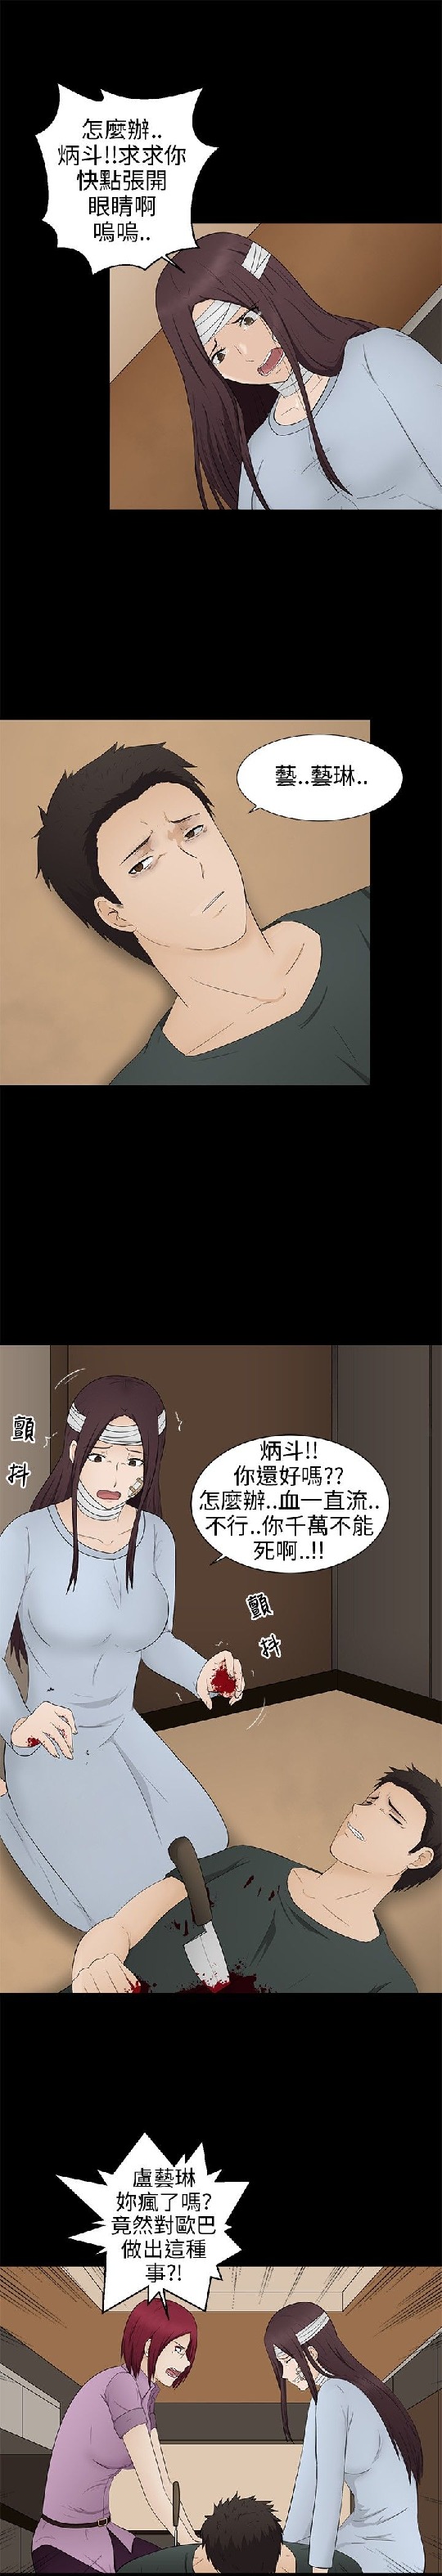 怎麼辦..
炳斗!!求求你
快點張開
眼睛啊
嗚嗚..
藝..藝琳..
顫
抖
炳斗!!
你還好嗎??
怎麼辦..血一直流..
不行..你千萬不能
死啊..!!
顫
抖
盧藝琳
妳瘋了嗎?
竟然對歐巴
做出這種
事?!